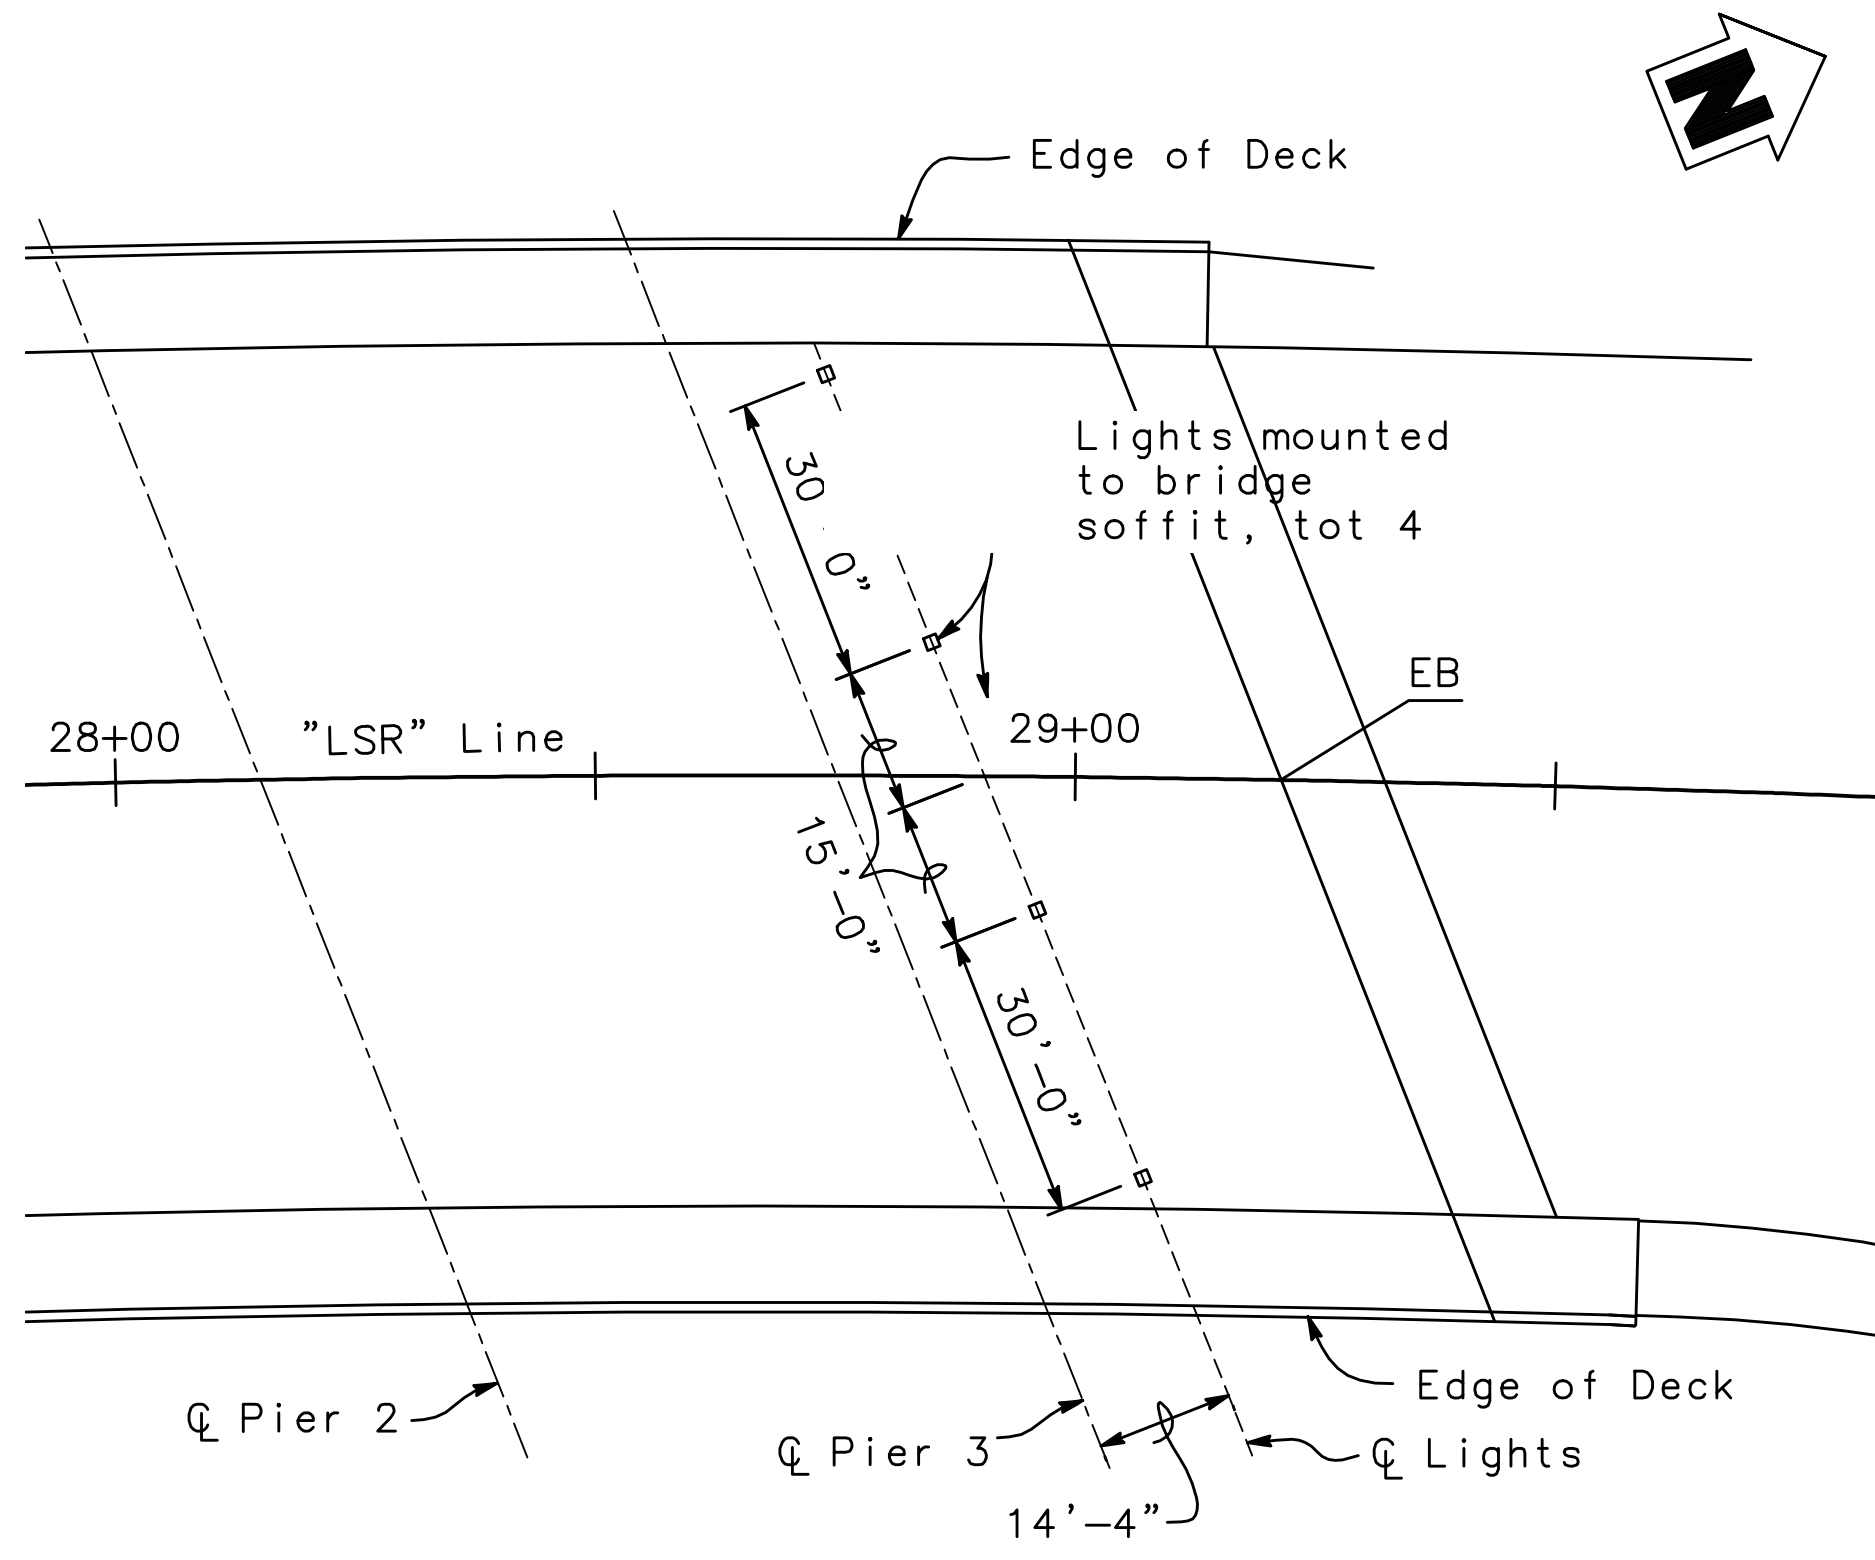 N
Edge of Deck
30 0”
Lights mounted
to bridge
soffit, tot 4
EB
28+00
”LSR” Line
29+00
15’-0”
30’-0”
Edge of Deck
℄ Pier 2
℄ Pier 3
℄ Lights
14’-4”